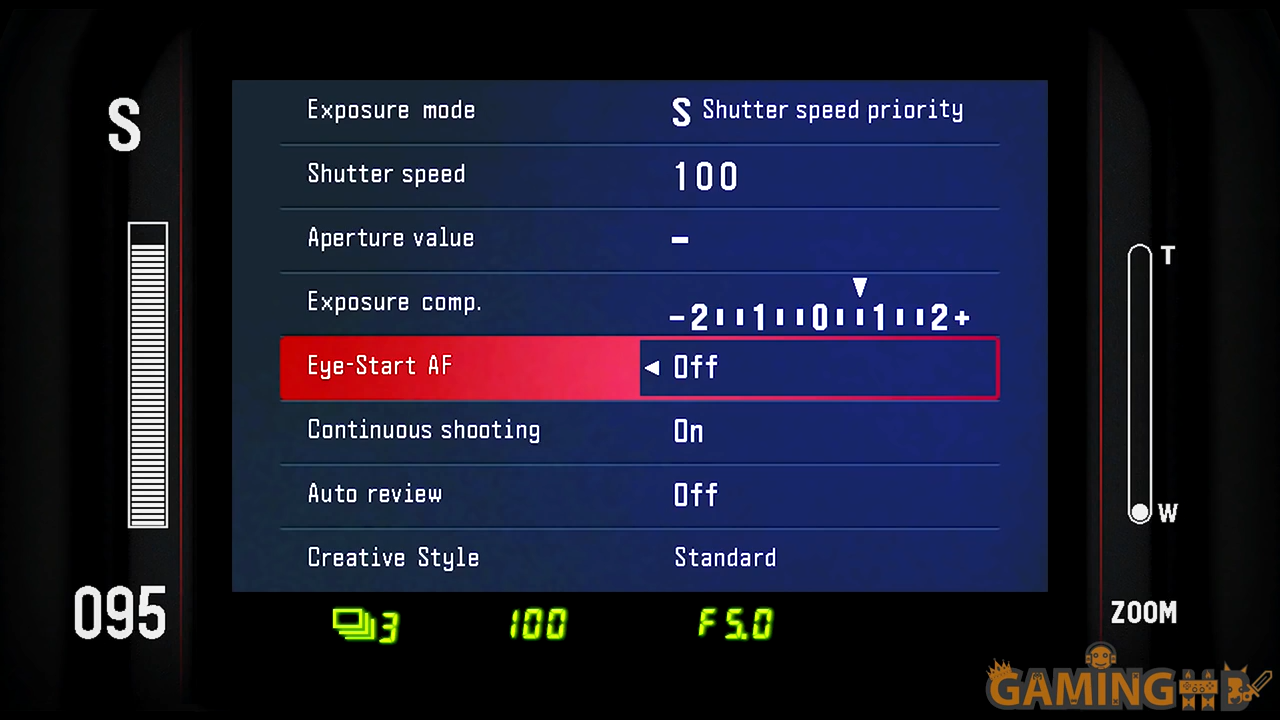 S
Exposure mode S Shutter speed priority
Shutter speed 100
Aperture value –
Exposure comp. -2 1 0 1 2+
Eye-Start AF ◀ Off
Continuous shooting On
Auto review Off
Creative Style Standard
T
W
095
ZOOM
3 100 F5.0
GAMINGHD